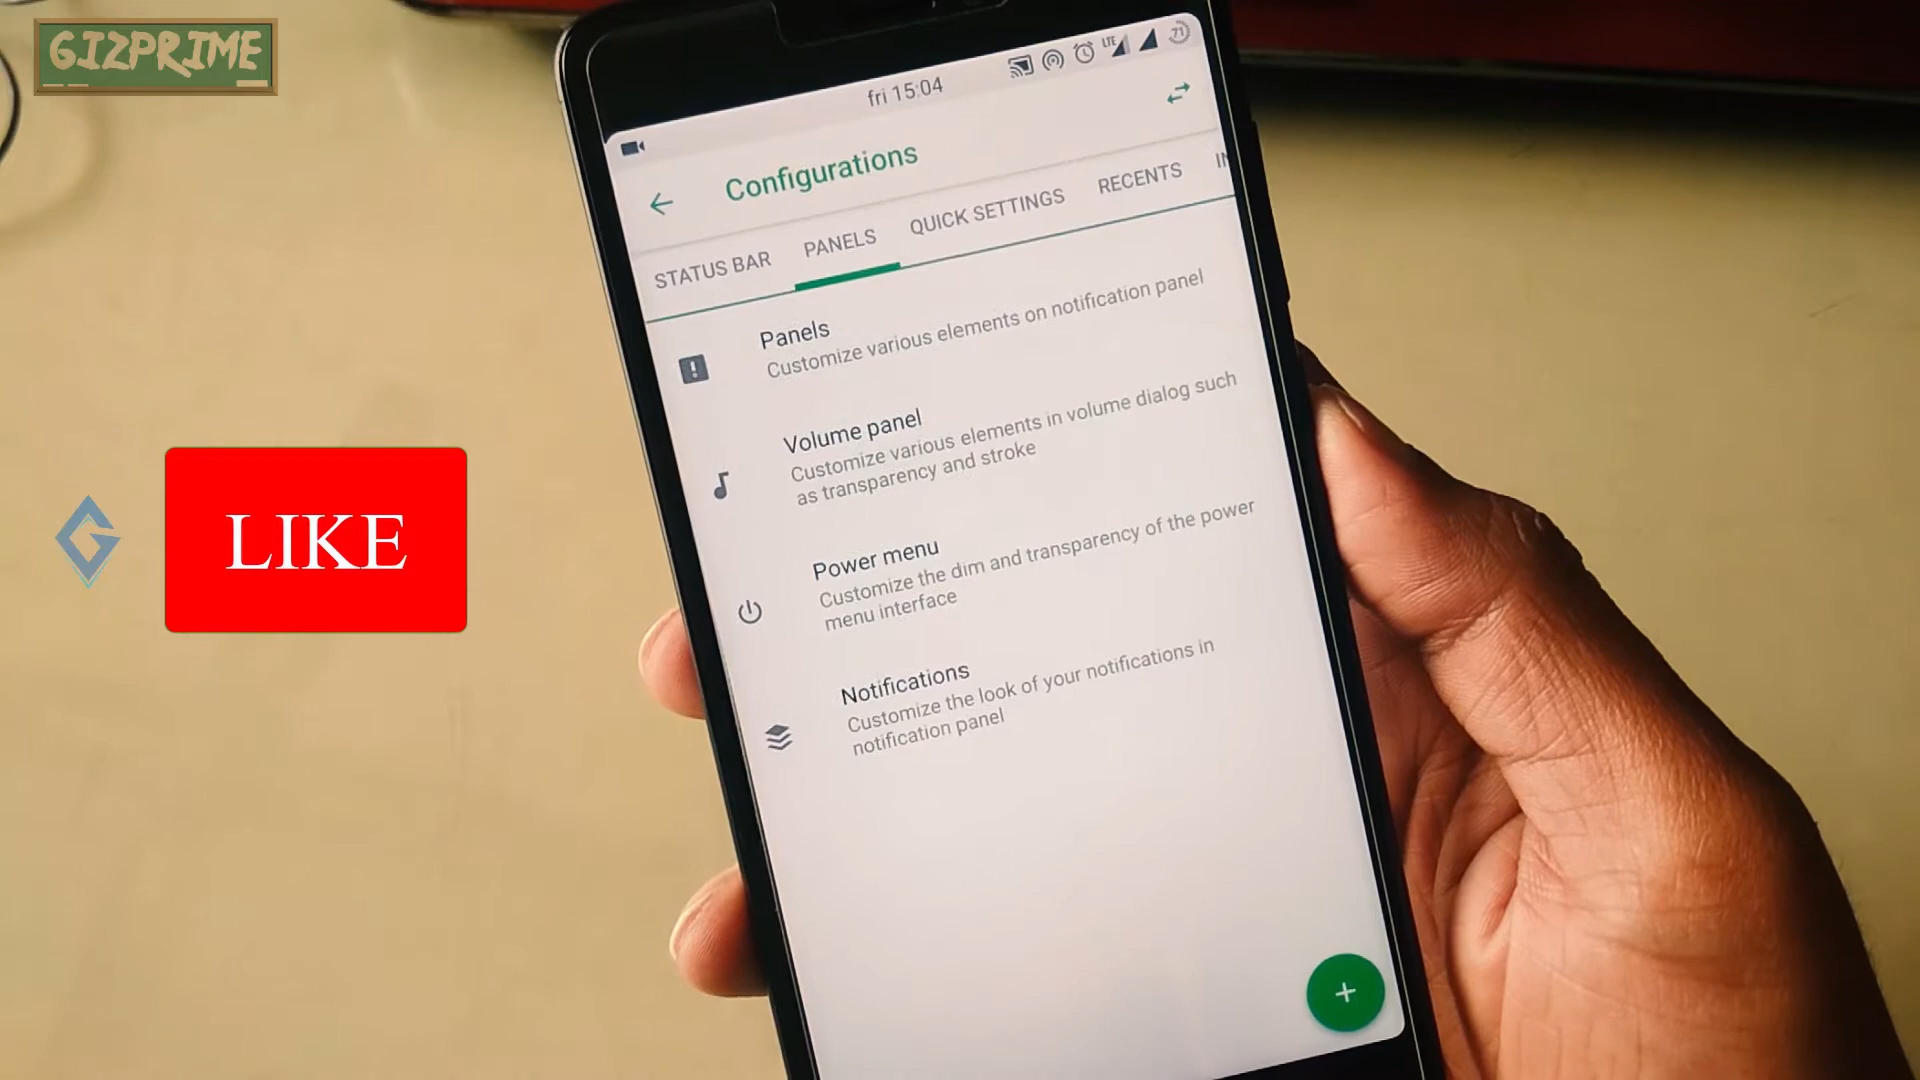 GIZPRIME
fri 15:04
LTE
71
Configurations
STATUS BAR
PANELS
QUICK SETTINGS
RECENTS
Panels
Customize various elements on notification panel
Volume panel
Customize various elements in volume dialog such
as transparency and stroke
Power menu
Customize the dim and transparency of the power
menu interface
Notifications
Customize the look of your notifications in
notification panel
LIKE